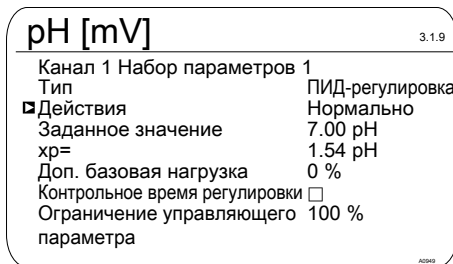 pH [mV] 3.1.9
Канал 1 Набор параметров 1
Тип ПИД-регулировка
Действия Нормально
Заданное значение 7.00 pH
xp= 1.54 pH
Доп. базовая нагрузка 0 %
Контрольное время регулировки
Ограничение управляющего 100 %
параметра
A0949